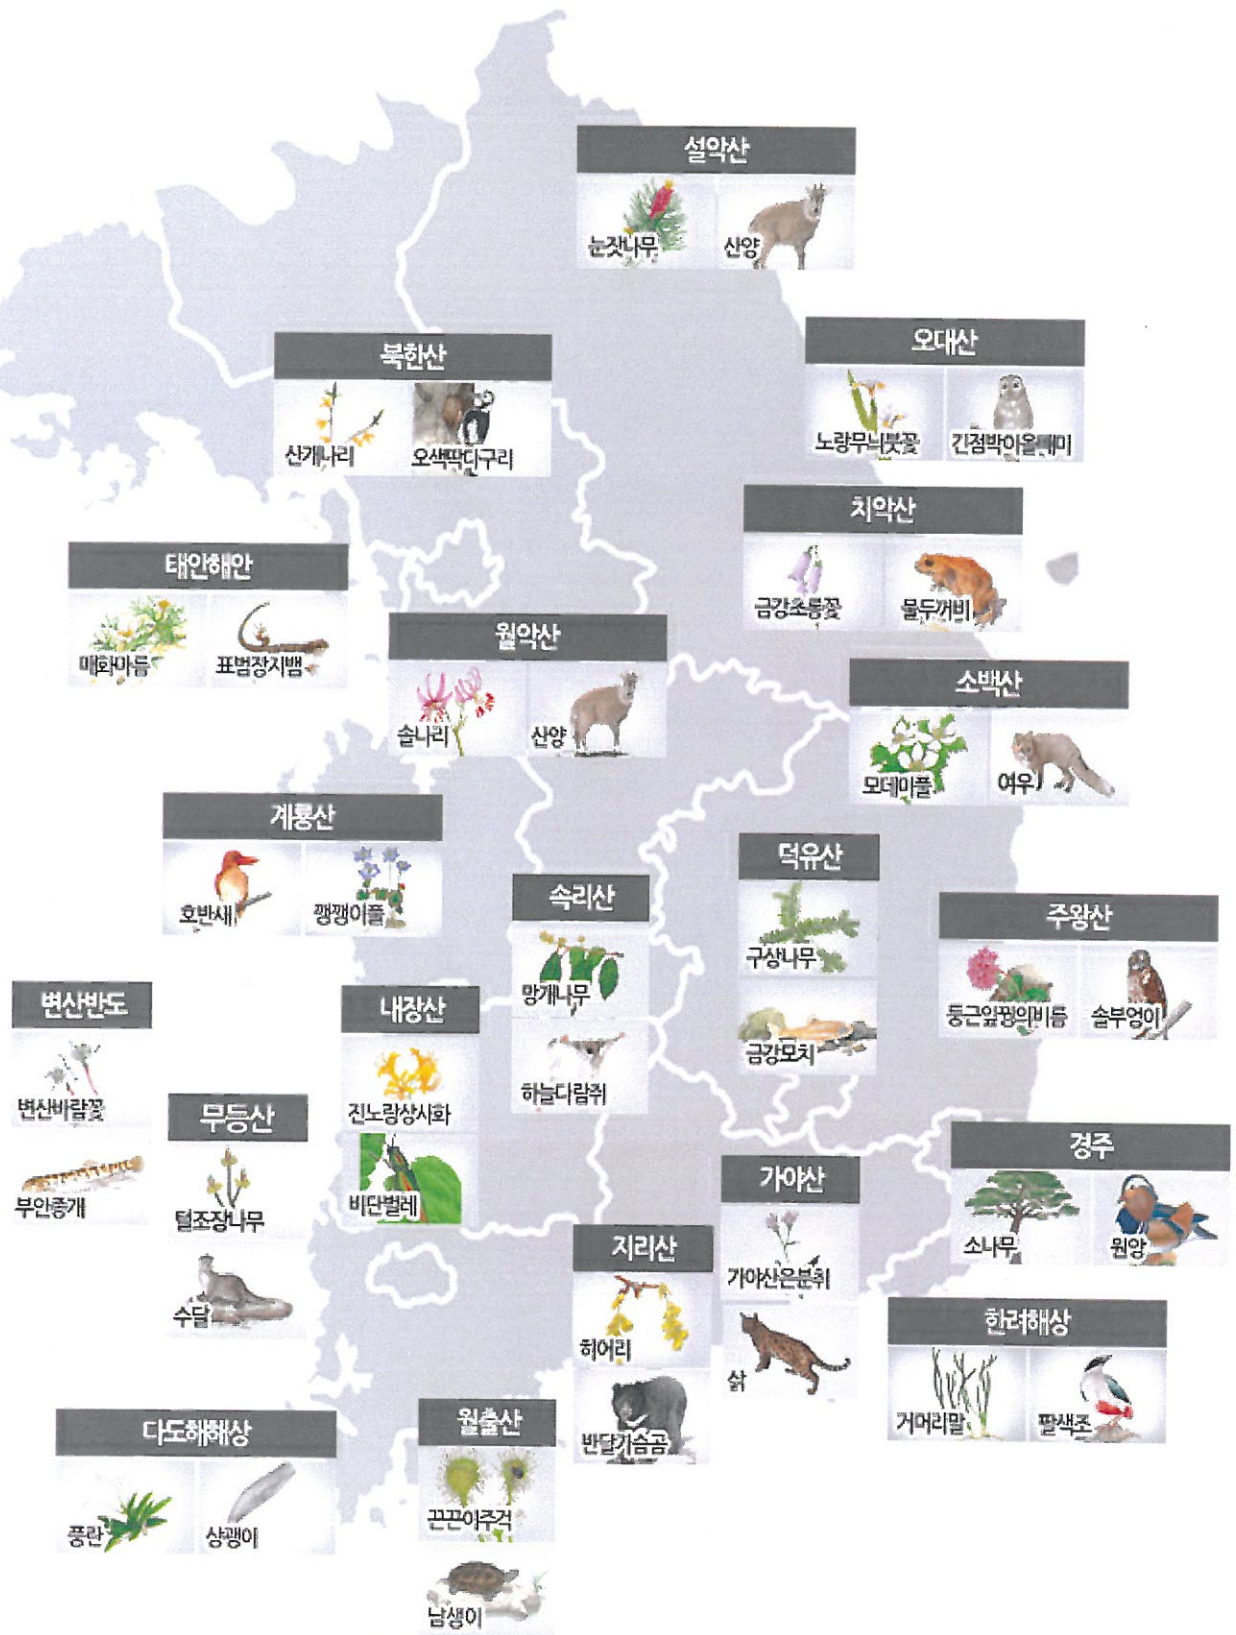 설악산
눈잣나무 산양
북한산
산개나리 오색딱다구리
오대산
노랑무늬붓꽃 긴점박이올빼미
치악산
금강초롱꽃 물두꺼비
태안해안
매화마름 표범장지뱀
월악산
솔나리 산양
소백산
모데미풀 여우
계룡산
호반새 깽깽이풀
속리산
망개나무
하늘다람쥐
덕유산
구상나무
금강모치
주왕산
둥근잎꿩의비름 솔부엉이
변산반도
변산바람꽃
부안종개
내장산
진노랑상사화
비단벌레
무등산
털조장나무
수달
가야산
가야산은분취
삵
경주
소나무 원앙
지리산
히어리
반달가슴곰
한려해상
거머리말 팔색조
다도해해상
풍란 상괭이
월출산
끈끈이주걱
남생이